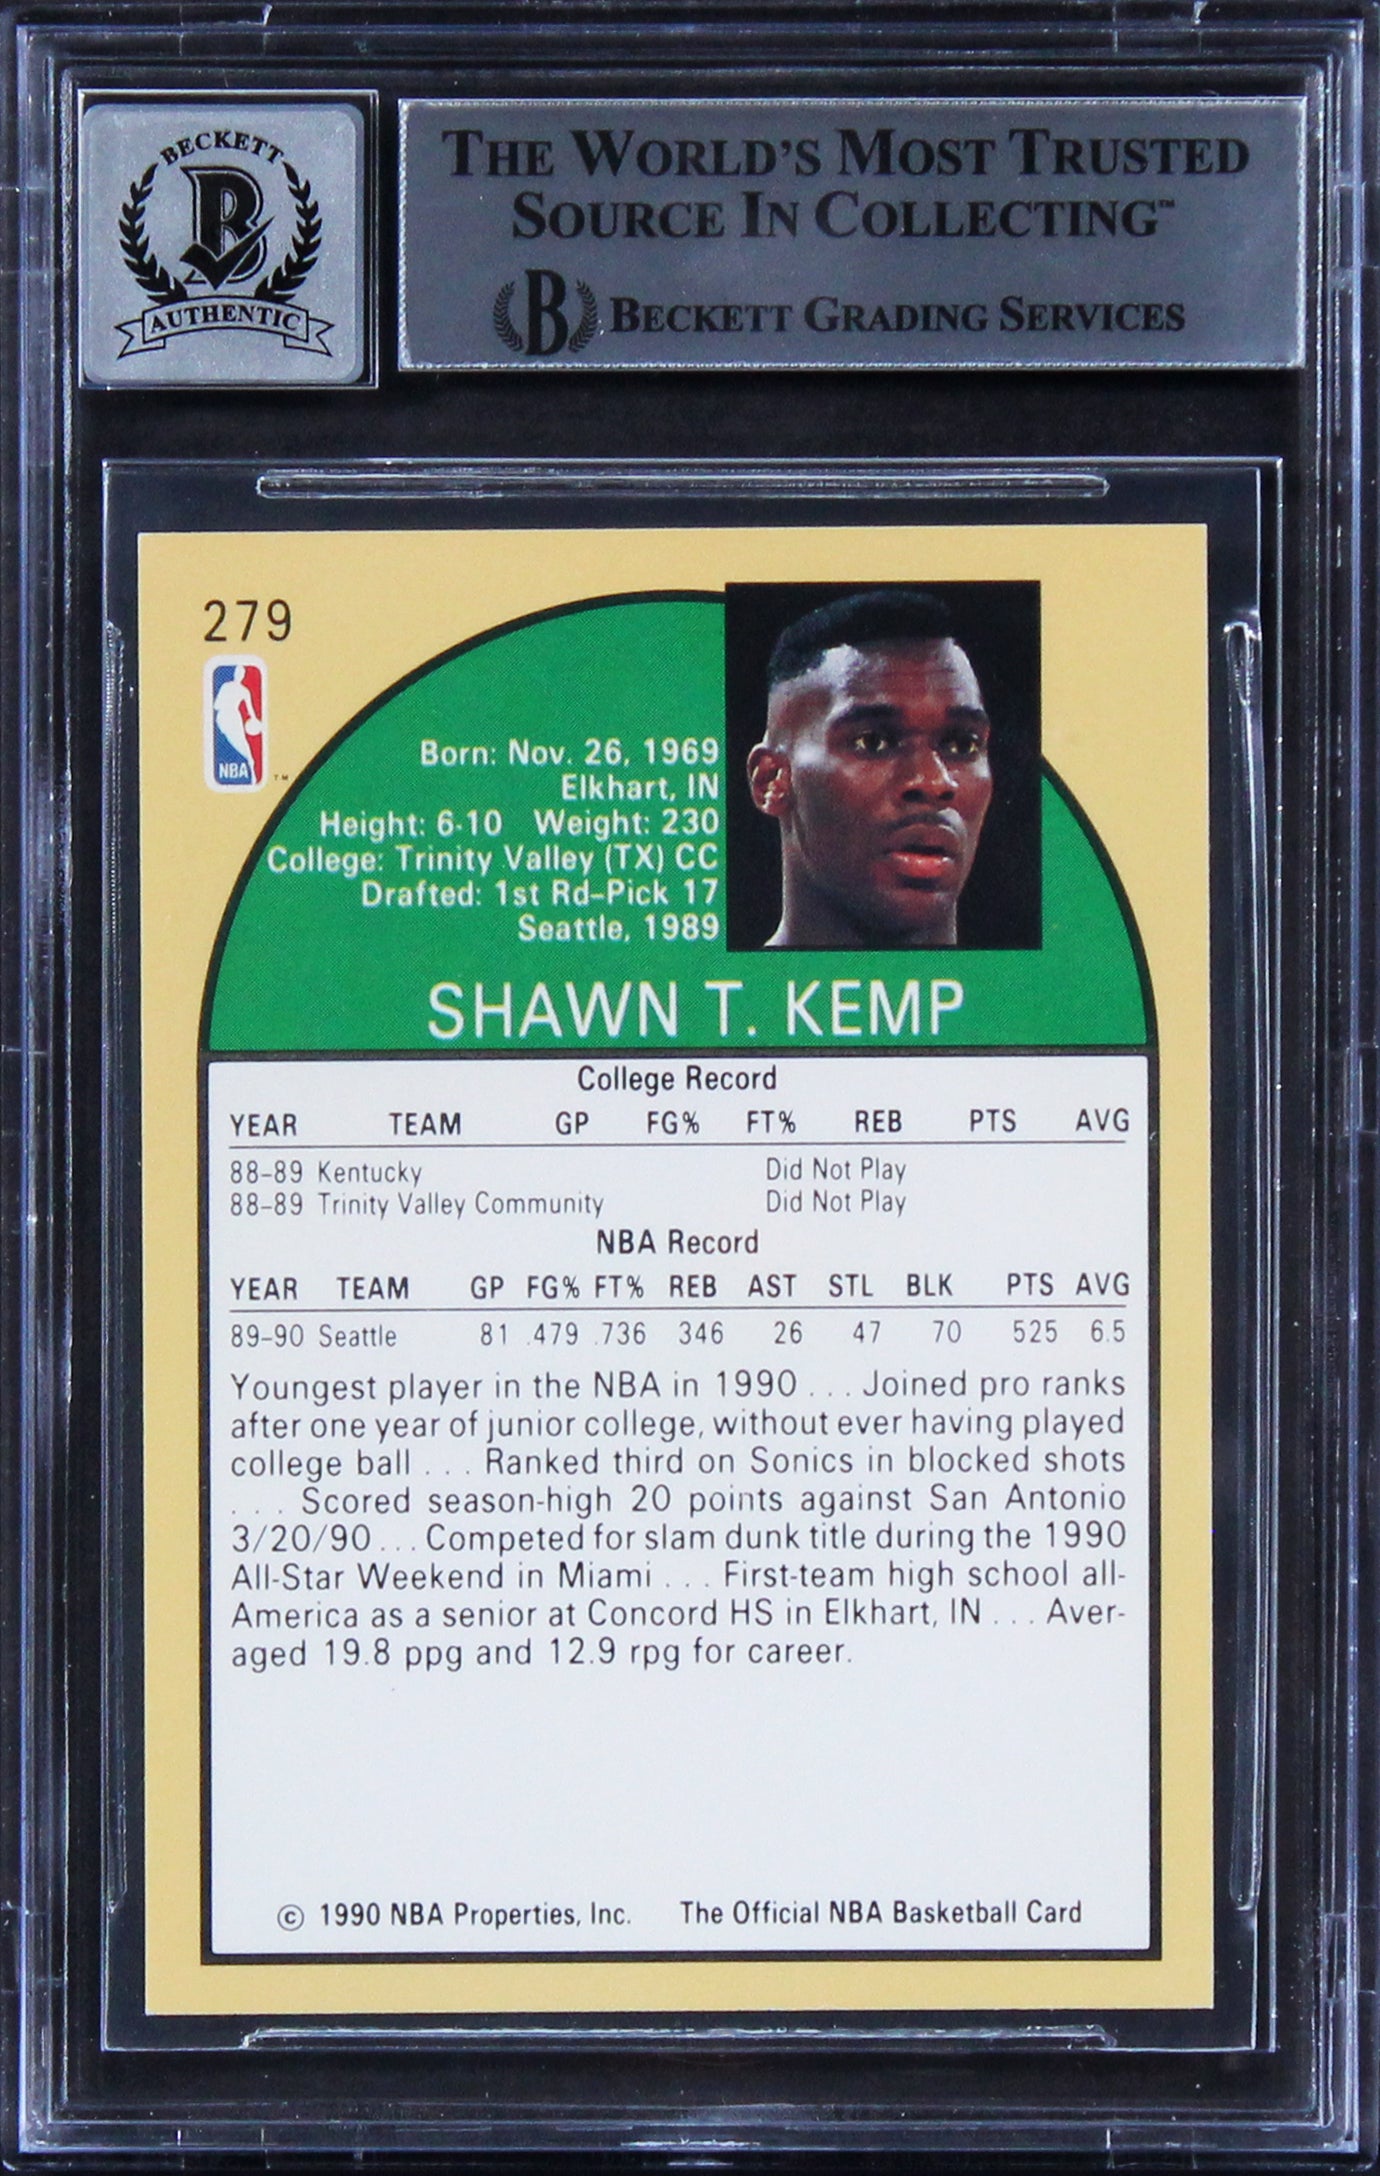 BECKETT
AUTHENTIC
THE WORLD'S MOST TRUSTED
SOURCE IN COLLECTING™
B BECKETT GRADING SERVICES
279
NBA
™
Born: Nov. 26, 1969
Elkhart, IN
Height: 6-10 Weight: 230
College: Trinity Valley (TX) CC
Drafted: 1st Rd–Pick 17
Seattle, 1989
SHAWN T. KEMP
College Record
YEAR TEAM GP FG% FT% REB PTS AVG
88–89 Kentucky Did Not Play
88–89 Trinity Valley Community Did Not Play
NBA Record
YEAR TEAM GP FG% FT% REB AST STL BLK PTS AVG
89–90 Seattle 81 .479 .736 346 26 47 70 525 6.5
Youngest player in the NBA in 1990 . . . Joined pro ranks
after one year of junior college, without ever having played
college ball . . . Ranked third on Sonics in blocked shots
. . . Scored season-high 20 points against San Antonio
3/20/90 . . . Competed for slam dunk title during the 1990
All-Star Weekend in Miami . . . First-team high school all-
America as a senior at Concord HS in Elkhart, IN . . . Aver-
aged 19.8 ppg and 12.9 rpg for career.
© 1990 NBA Properties, Inc. The Official NBA Basketball Card